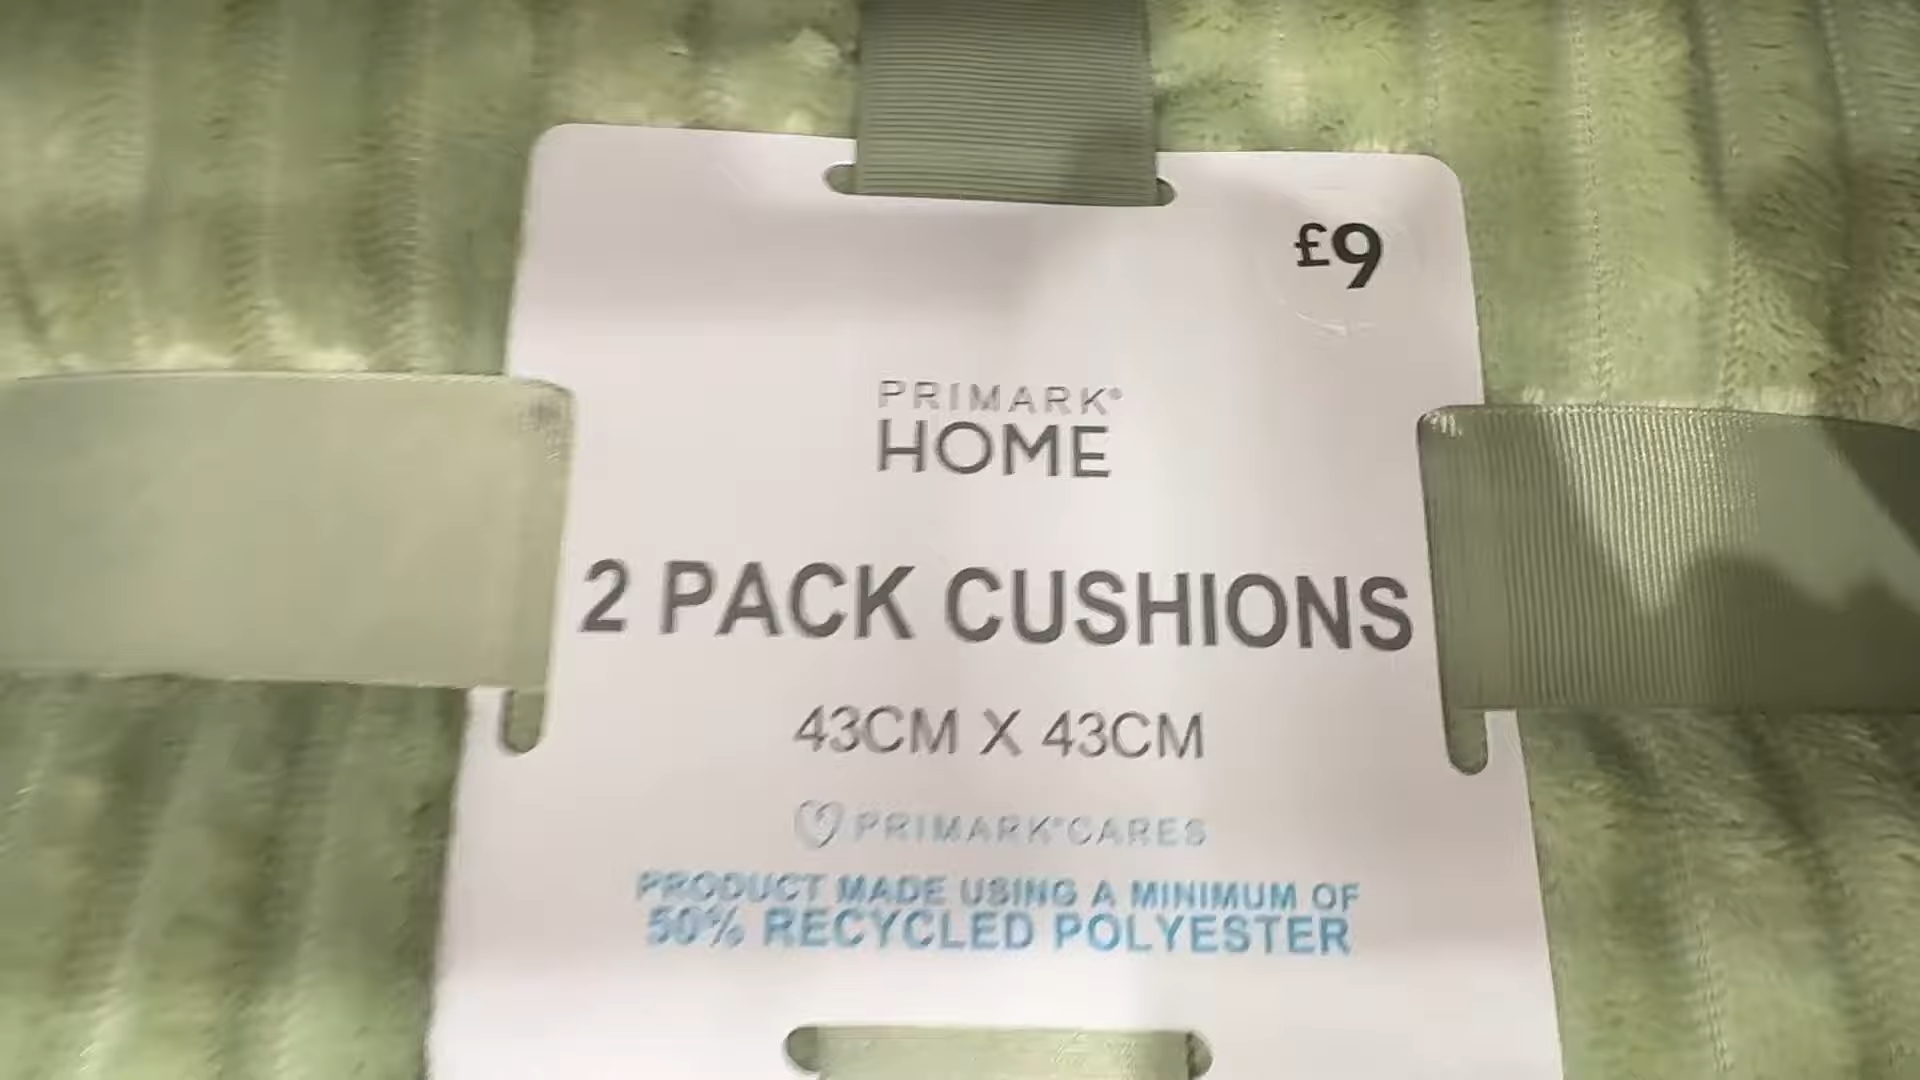 £9
PRIMARK®
HOME
2 PACK CUSHIONS
43CM X 43CM
PRIMARK®CARES
PRODUCT MADE USING A MINIMUM OF
50% RECYCLED POLYESTER